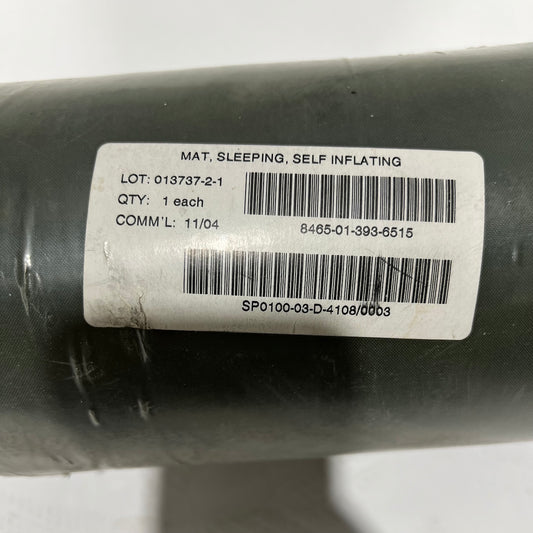 MAT, SLEEPING, SELF INFLATING
LOT: 013737-2-1
QTY: 1 each
COMM'L: 11/04
8465-01-393-6515
SP0100-03-D-4108/0003